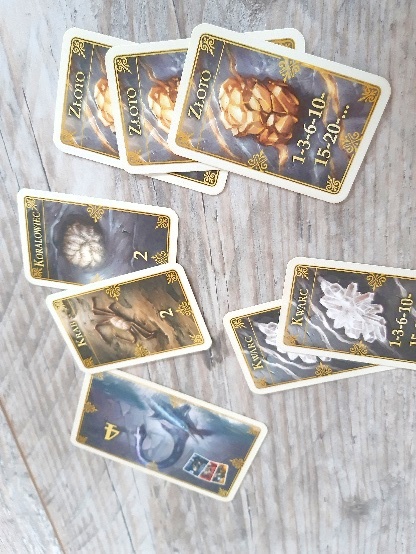 ZŁOTO
ZŁOTO
ZŁOTO
1-3-6-10-
15-20-...
KORALOWIEC
2
2
KWARC
KWARC
1-3-6-10-
4